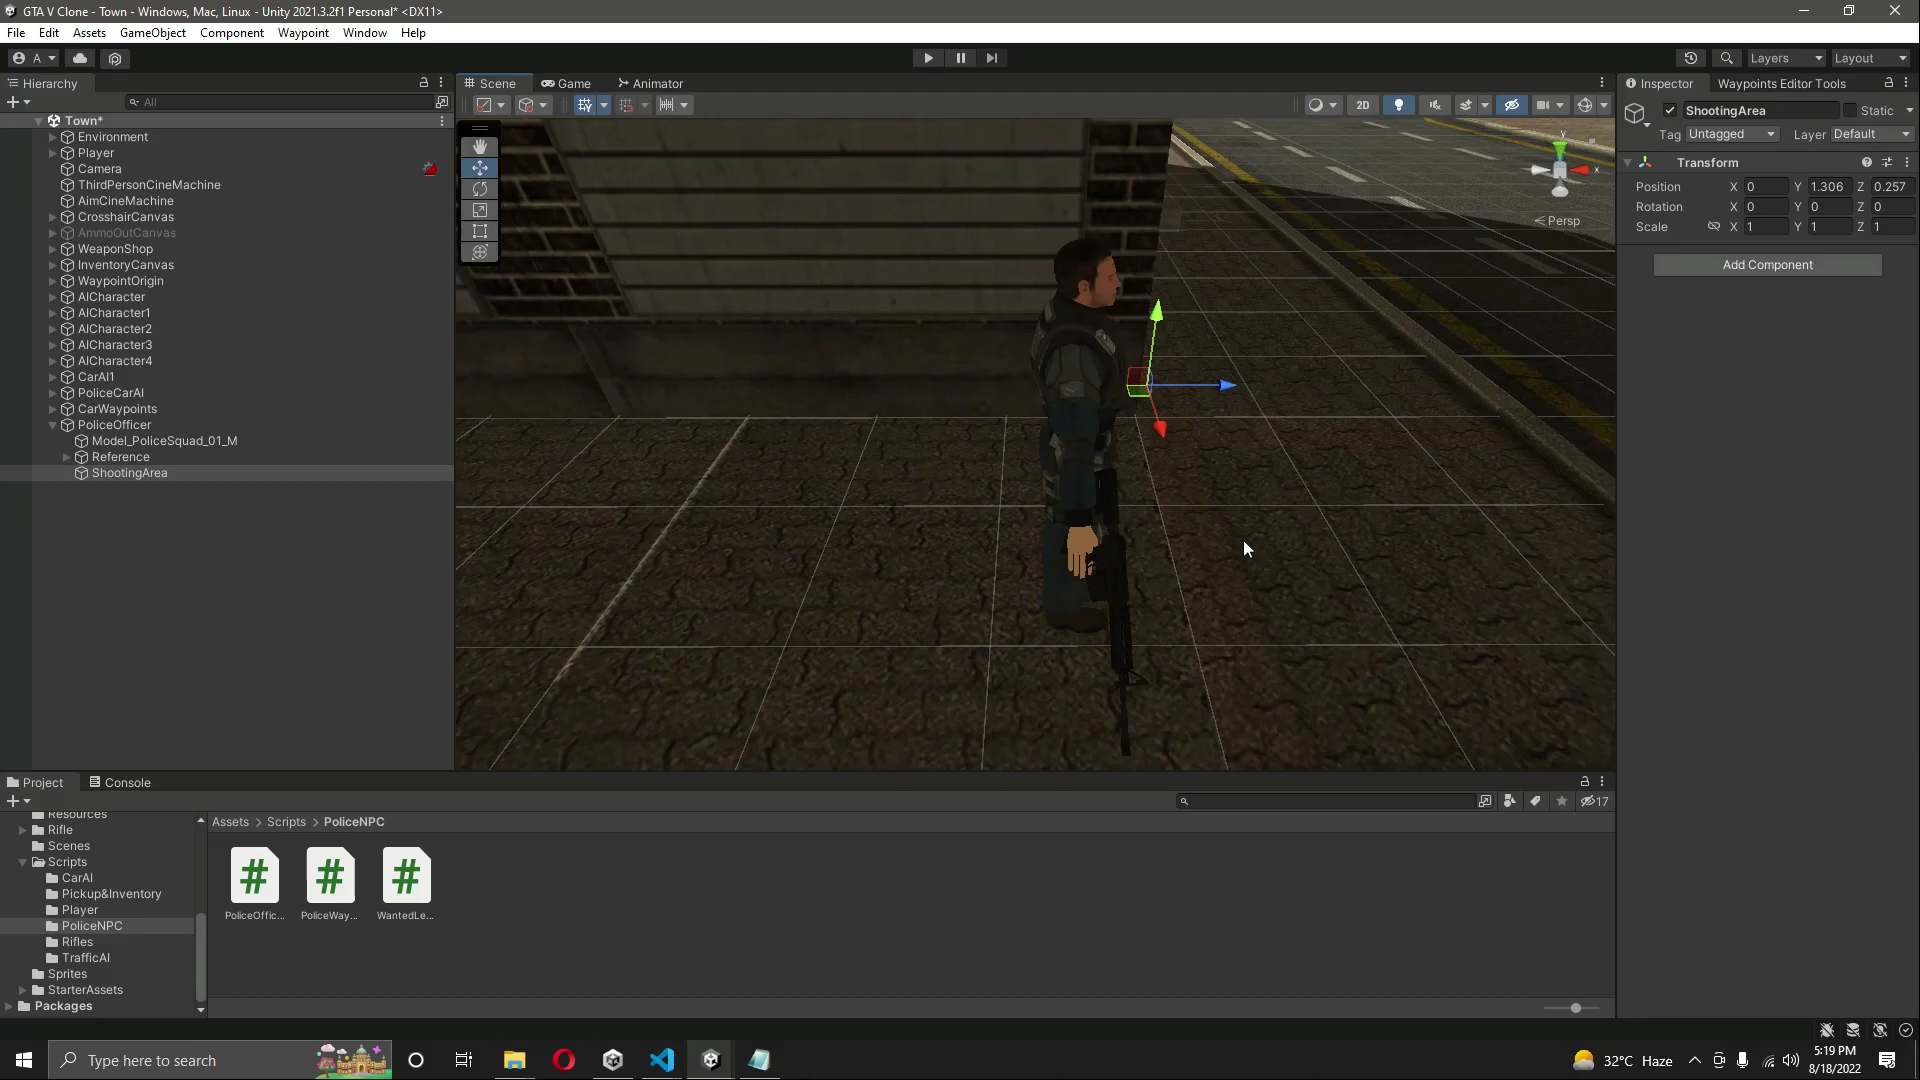 GTA V Clone - Town - Windows, Mac, Linux - Unity 2021.3.2f1 Personal* <DX11>
File Edit Assets GameObject Component Waypoint Window Help
A
Layers
Layout
Hierarchy
All
Town*
Environment
Player
Camera
ThirdPersonCineMachine
AimCineMachine
CrosshairCanvas
AmmoOutCanvas
WeaponShop
InventoryCanvas
WaypointOrigin
AICharacter
AICharacter1
AICharacter2
AICharacter3
AICharacter4
CarAI1
PoliceCarAI
CarWaypoints
PoliceOfficer
Model_PoliceSquad_01_M
Reference
ShootingArea
Scene Game Animator
2D
y
x
Persp
Inspector Waypoints Editor Tools
ShootingArea Static
Tag Untagged Layer Default
Transform
Position X 0 Y 1.306 Z 0.257
Rotation X 0 Y 0 Z 0
Scale X 1 Y 1 Z 1
Add Component
Project Console
17
Resources
Rifle
Scenes
Scripts
CarAI
Pickup&Inventory
Player
PoliceNPC
Rifles
TrafficAI
Sprites
StarterAssets
Packages
Assets > Scripts > PoliceNPC
PoliceOffic... PoliceWay... WantedLe...
Type here to search
32°C Haze
5:19 PM
8/18/2022